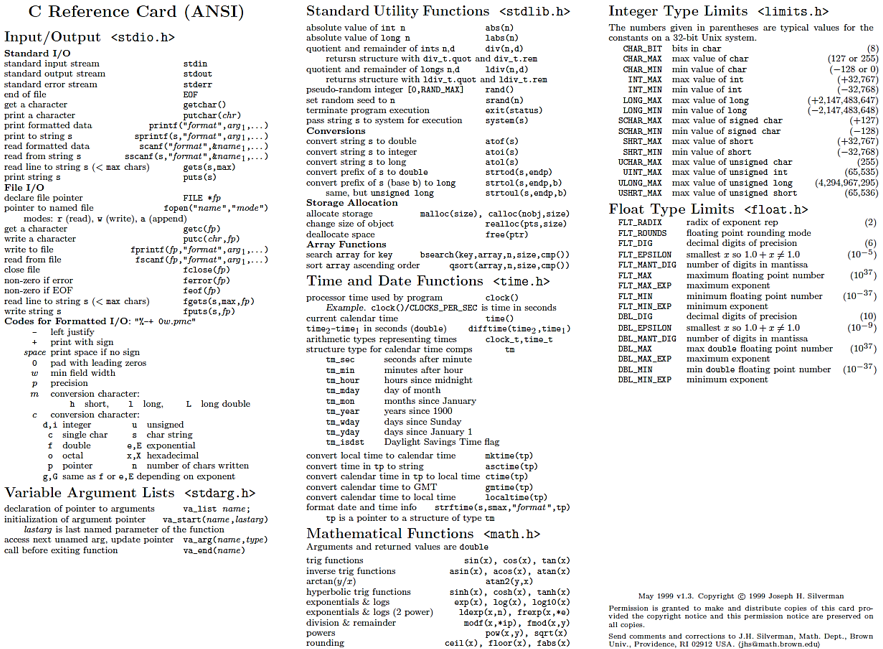 C Reference Card (ANSI)
Input/Output <stdio.h>
Standard I/O
standard input stream stdin
standard output stream stdout
standard error stream stderr
end of file EOF
get a character getchar()
print a character putchar(chr)
print formatted data printf("format",arg1,...)
print to string s sprintf(s,"format",arg1,...)
read formatted data scanf("format",&name1,...)
read from string s sscanf(s,"format",&name1,...)
read line to string s (< max chars) gets(s,max)
print string s puts(s)
File I/O
declare file pointer FILE *fp
pointer to named file fopen("name","mode")
modes: r (read), w (write), a (append)
get a character getc(fp)
write a character putc(chr,fp)
write to file fprintf(fp,"format",arg1,...)
read from file fscanf(fp,"format",arg1,...)
close file fclose(fp)
non-zero if error ferror(fp)
non-zero if EOF feof(fp)
read line to string s (< max chars) fgets(s,max,fp)
write string s fputs(s,fp)
Codes for Formatted I/O: "%-+ 0w.pmc"
- left justify
+ print with sign
space print space if no sign
0 pad with leading zeros
w min field width
p precision
m conversion character:
h short, l long, L long double
c conversion character:
d,i integer u unsigned
c single char s char string
f double e,E exponential
o octal x,X hexadecimal
p pointer n number of chars written
g,G same as f or e,E depending on exponent
Variable Argument Lists <stdarg.h>
declaration of pointer to arguments va_list name;
initialization of argument pointer va_start(name,lastarg)
lastarg is last named parameter of the function
access next unamed arg, update pointer va_arg(name,type)
call before exiting function va_end(name)
Standard Utility Functions <stdlib.h>
absolute value of int n abs(n)
absolute value of long n labs(n)
quotient and remainder of ints n,d div(n,d)
retursn structure with div_t.quot and div_t.rem
quotient and remainder of longs n,d ldiv(n,d)
returns structure with ldiv_t.quot and ldiv_t.rem
pseudo-random integer [0,RAND_MAX] rand()
set random seed to n srand(n)
terminate program execution exit(status)
pass string s to system for execution system(s)
Conversions
convert string s to double atof(s)
convert string s to integer atoi(s)
convert string s to long atol(s)
convert prefix of s to double strtod(s,endp)
convert prefix of s (base b) to long strtol(s,endp,b)
same, but unsigned long strtoul(s,endp,b)
Storage Allocation
allocate storage malloc(size), calloc(nobj,size)
change size of object realloc(pts,size)
deallocate space free(ptr)
Array Functions
search array for key bsearch(key,array,n,size,cmp())
sort array ascending order qsort(array,n,size,cmp())
Time and Date Functions <time.h>
processor time used by program clock()
Example. clock()/CLOCKS_PER_SEC is time in seconds
current calendar time time()
time2-time1 in seconds (double) difftime(time2,time1)
arithmetic types representing times clock_t,time_t
structure type for calendar time comps tm
tm_sec seconds after minute
tm_min minutes after hour
tm_hour hours since midnight
tm_mday day of month
tm_mon months since January
tm_year years since 1900
tm_wday days since Sunday
tm_yday days since January 1
tm_isdst Daylight Savings Time flag
convert local time to calendar time mktime(tp)
convert time in tp to string asctime(tp)
convert calendar time in tp to local time ctime(tp)
convert calendar time to GMT gmtime(tp)
convert calendar time to local time localtime(tp)
format date and time info strftime(s,smax,"format",tp)
tp is a pointer to a structure of type tm
Mathematical Functions <math.h>
Arguments and returned values are double
trig functions sin(x), cos(x), tan(x)
inverse trig functions asin(x), acos(x), atan(x)
arctan(y/x) atan2(y,x)
hyperbolic trig functions sinh(x), cosh(x), tanh(x)
exponentials & logs exp(x), log(x), log10(x)
exponentials & logs (2 power) ldexp(x,n), frexp(x,*e)
division & remainder modf(x,*ip), fmod(x,y)
powers pow(x,y), sqrt(x)
rounding ceil(x), floor(x), fabs(x)
Integer Type Limits <limits.h>
The numbers given in parentheses are typical values for the
constants on a 32-bit Unix system.
CHAR_BIT bits in char (8)
CHAR_MAX max value of char (127 or 255)
CHAR_MIN min value of char (−128 or 0)
INT_MAX max value of int (+32,767)
INT_MIN min value of int (−32,768)
LONG_MAX max value of long (+2,147,483,647)
LONG_MIN min value of long (−2,147,483,648)
SCHAR_MAX max value of signed char (+127)
SCHAR_MIN min value of signed char (−128)
SHRT_MAX max value of short (+32,767)
SHRT_MIN min value of short (−32,768)
UCHAR_MAX max value of unsigned char (255)
UINT_MAX max value of unsigned int (65,535)
ULONG_MAX max value of unsigned long (4,294,967,295)
USHRT_MAX max value of unsigned short (65,536)
Float Type Limits <float.h>
FLT_RADIX radix of exponent rep (2)
FLT_ROUNDS floating point rounding mode
FLT_DIG decimal digits of precision (6)
FLT_EPSILON smallest x so 1.0 + x ≠ 1.0 (10−5)
FLT_MANT_DIG number of digits in mantissa
FLT_MAX maximum floating point number (1037)
FLT_MAX_EXP maximum exponent
FLT_MIN minimum floating point number (10−37)
FLT_MIN_EXP minimum exponent
DBL_DIG decimal digits of precision (10)
DBL_EPSILON smallest x so 1.0 + x ≠ 1.0 (10−9)
DBL_MANT_DIG number of digits in mantissa
DBL_MAX max double floating point number (1037)
DBL_MAX_EXP maximum exponent
DBL_MIN min double floating point number (10−37)
DBL_MIN_EXP minimum exponent
May 1999 v1.3. Copyright © 1999 Joseph H. Silverman
Permission is granted to make and distribute copies of this card pro-
vided the copyright notice and this permission notice are preserved on
all copies.
Send comments and corrections to J.H. Silverman, Math. Dept., Brown
Univ., Providence, RI 02912 USA. ⟨jhs@math.brown.edu⟩